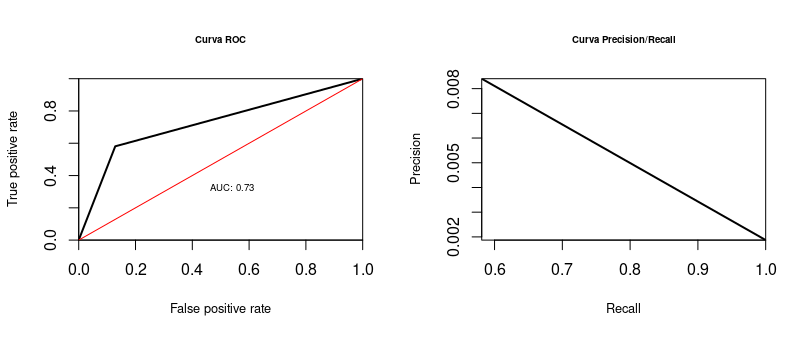 Curva ROC
True positive rate
0.0
0.4
0.8
AUC: 0.73
0.0 0.2 0.4 0.6 0.8 1.0
False positive rate
Curva Precision/Recall
Precision
0.002
0.005
0.008
0.6 0.7 0.8 0.9 1.0
Recall